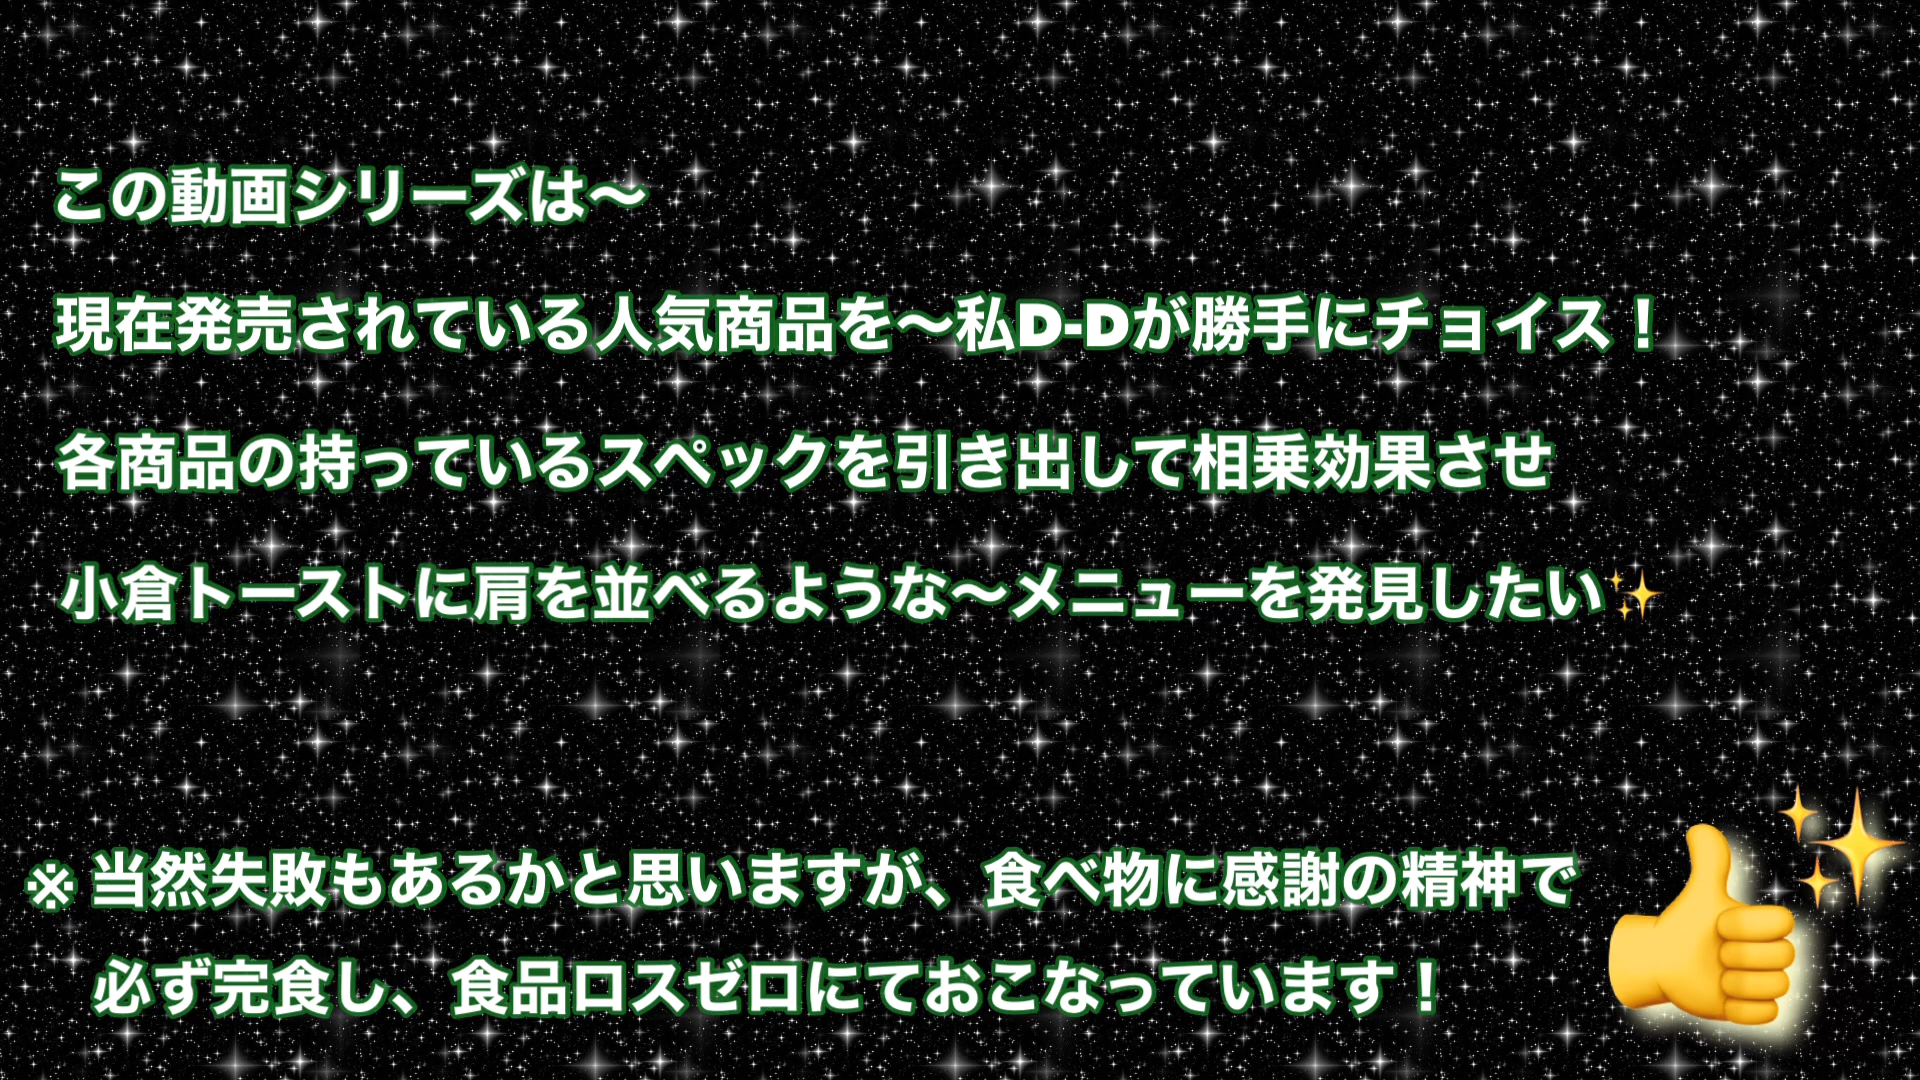 この動画シリーズは〜
現在発売されている人気商品を〜私D-Dが勝手にチョイス！
各商品の持っているスペックを引き出して相乗効果させ
小倉トーストに肩を並べるような〜メニューを発見したい✨
※ 当然失敗もあるかと思いますが、食べ物に感謝の精神で
必ず完食し、食品ロスゼロにておこなっています！